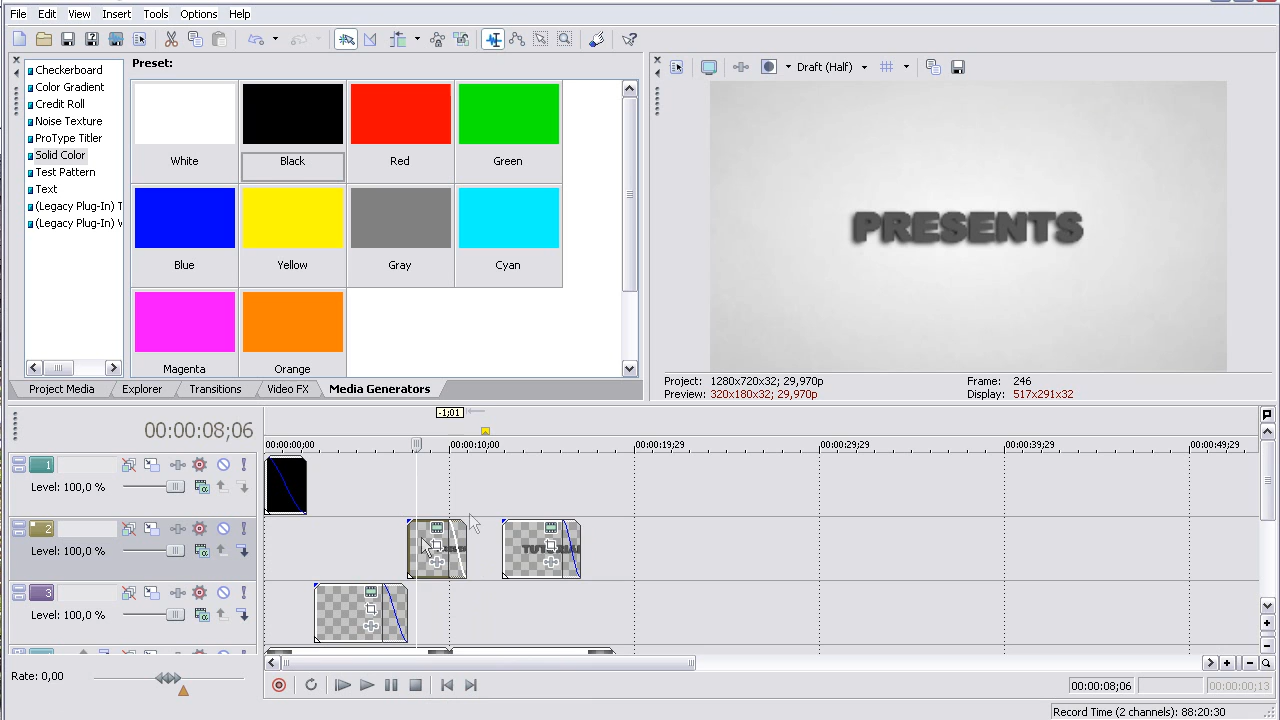 File Edit View Insert Tools Options Help
Preset:
Checkerboard
Color Gradient
Credit Roll
Noise Texture
ProType Titler
Solid Color
Test Pattern
Text
(Legacy Plug-In) T
(Legacy Plug-In)
White Black Red Green
Blue Yellow Gray Cyan
Magenta Orange
Project Media Explorer Transitions Video FX Media Generators
Draft (Half)
PRESENTS
Project: 1280x720x32; 29,970p Frame: 246
Preview: 320x180x32; 29,970p Display: 517x291x32
-1;01
00:00:08;06
00:00:00;00 00:00:10;00 00:00:19;29 00:00:29;29 00:00:39;29 00:00:49;29
1
Level: 100,0 %
2
Level: 100,0 %
3
Level: 100,0 %
Rate: 0,00
00:00:08;06 00:00:00;13
Record Time (2 channels): 88:20:30